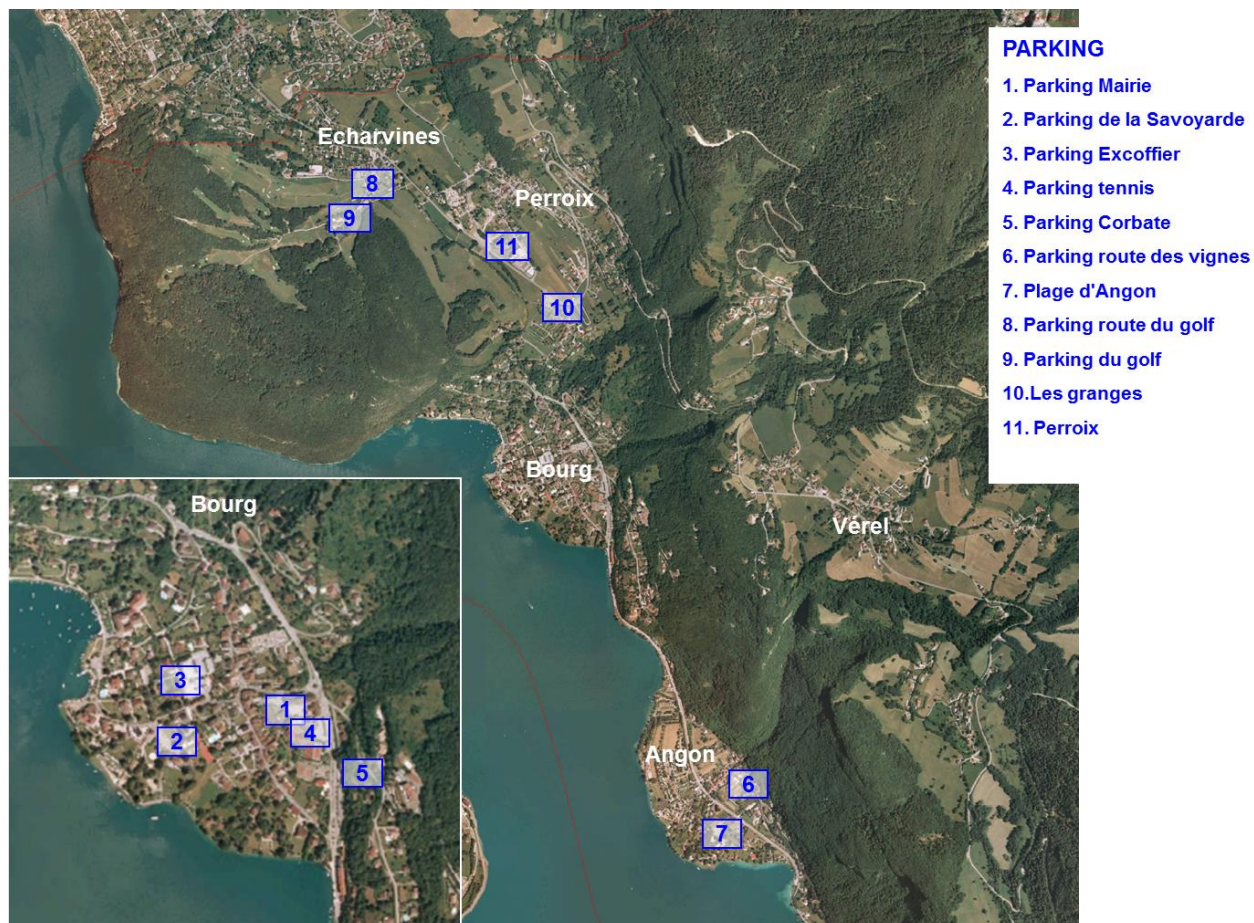 PARKING
1. Parking Mairie
2. Parking de la Savoyarde
3. Parking Excoffier
4. Parking tennis
5. Parking Corbate
6. Parking route des vignes
7. Plage d'Angon
8. Parking route du golf
9. Parking du golf
10.Les granges
11. Perroix
Echarvines
8
Perroix
9
11
10
Bourg
Vérel
Angon
6
7
Bourg
3
1
4
2
5